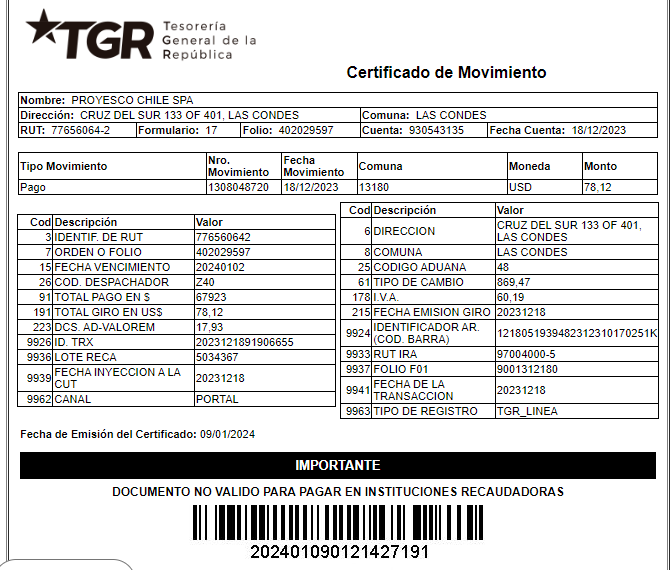 TGR Tesorería
General de la
República
Certificado de Movimiento
Nombre: PROYESCO CHILE SPA
Dirección: CRUZ DEL SUR 133 OF 401, LAS CONDES Comuna: LAS CONDES
RUT: 77656064-2 Formulario: 17 Folio: 402029597 Cuenta: 930543135 Fecha Cuenta: 18/12/2023
Tipo Movimiento Nro. Movimiento Fecha Movimiento Comuna Moneda Monto
Pago 1308048720 18/12/2023 13180 USD 78,12
Cod Descripción Valor
3 IDENTIF. DE RUT 776560642
7 ORDEN O FOLIO 402029597
15 FECHA VENCIMIENTO 20240102
26 COD. DESPACHADOR Z40
91 TOTAL PAGO EN $ 67923
191 TOTAL GIRO EN US$ 78,12
223 DCS. AD-VALOREM 17,93
9926 ID. TRX 2023121891906655
9936 LOTE RECA 5034367
9939 FECHA INYECCION A LA CUT 20231218
9962 CANAL PORTAL
Cod Descripción Valor
6 DIRECCION CRUZ DEL SUR 133 OF 401, LAS CONDES
8 COMUNA LAS CONDES
25 CODIGO ADUANA 48
61 TIPO DE CAMBIO 869,47
178 I.V.A. 60,19
215 FECHA EMISION GIRO 20231218
9924 IDENTIFICADOR AR. (COD. BARRA) 1218051939482312310170251K
9933 RUT IRA 97004000-5
9937 FOLIO F01 9001312180
9941 FECHA DE LA TRANSACCION 20231218
9963 TIPO DE REGISTRO TGR_LINEA
Fecha de Emisión del Certificado: 09/01/2024
IMPORTANTE
DOCUMENTO NO VALIDO PARA PAGAR EN INSTITUCIONES RECAUDADORAS
202401090121427191